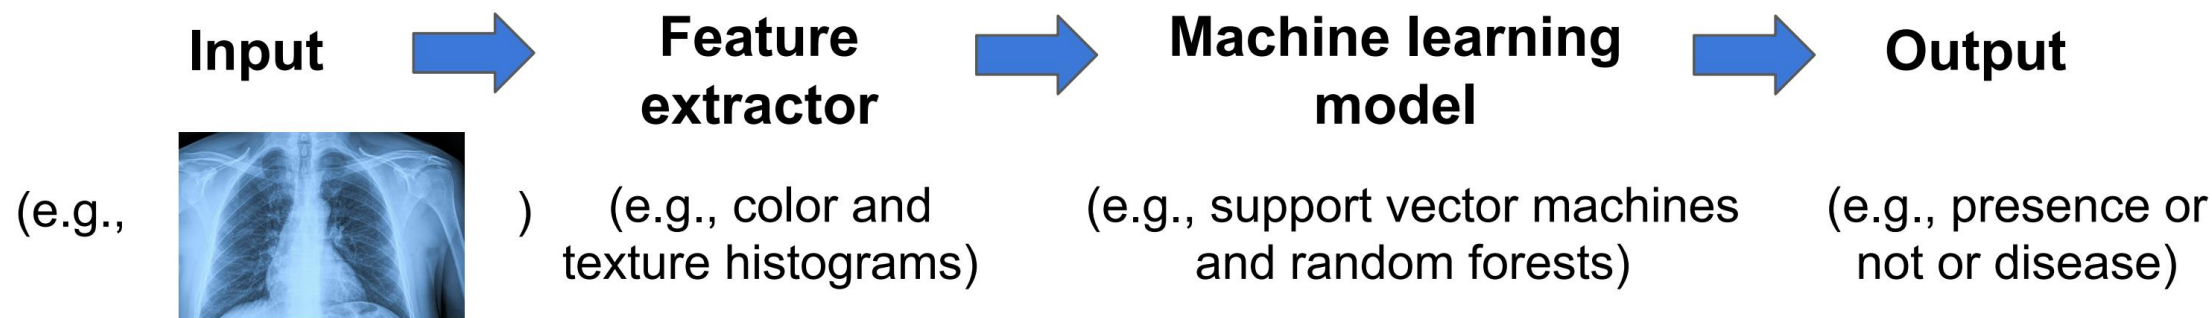 Input
Feature
extractor
Machine learning
model
Output
(e.g., )
(e.g., color and
texture histograms)
(e.g., support vector machines
and random forests)
(e.g., presence or
not or disease)